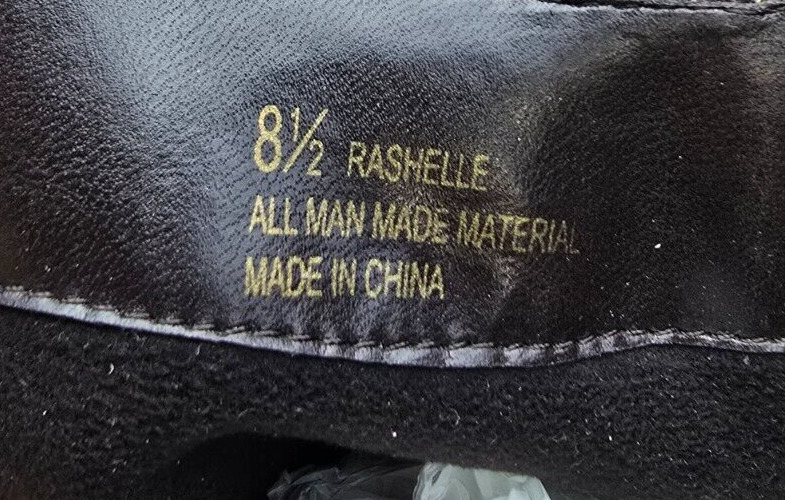 8½ RASHELLE
ALL MAN MADE MATERIAL
MADE IN CHINA